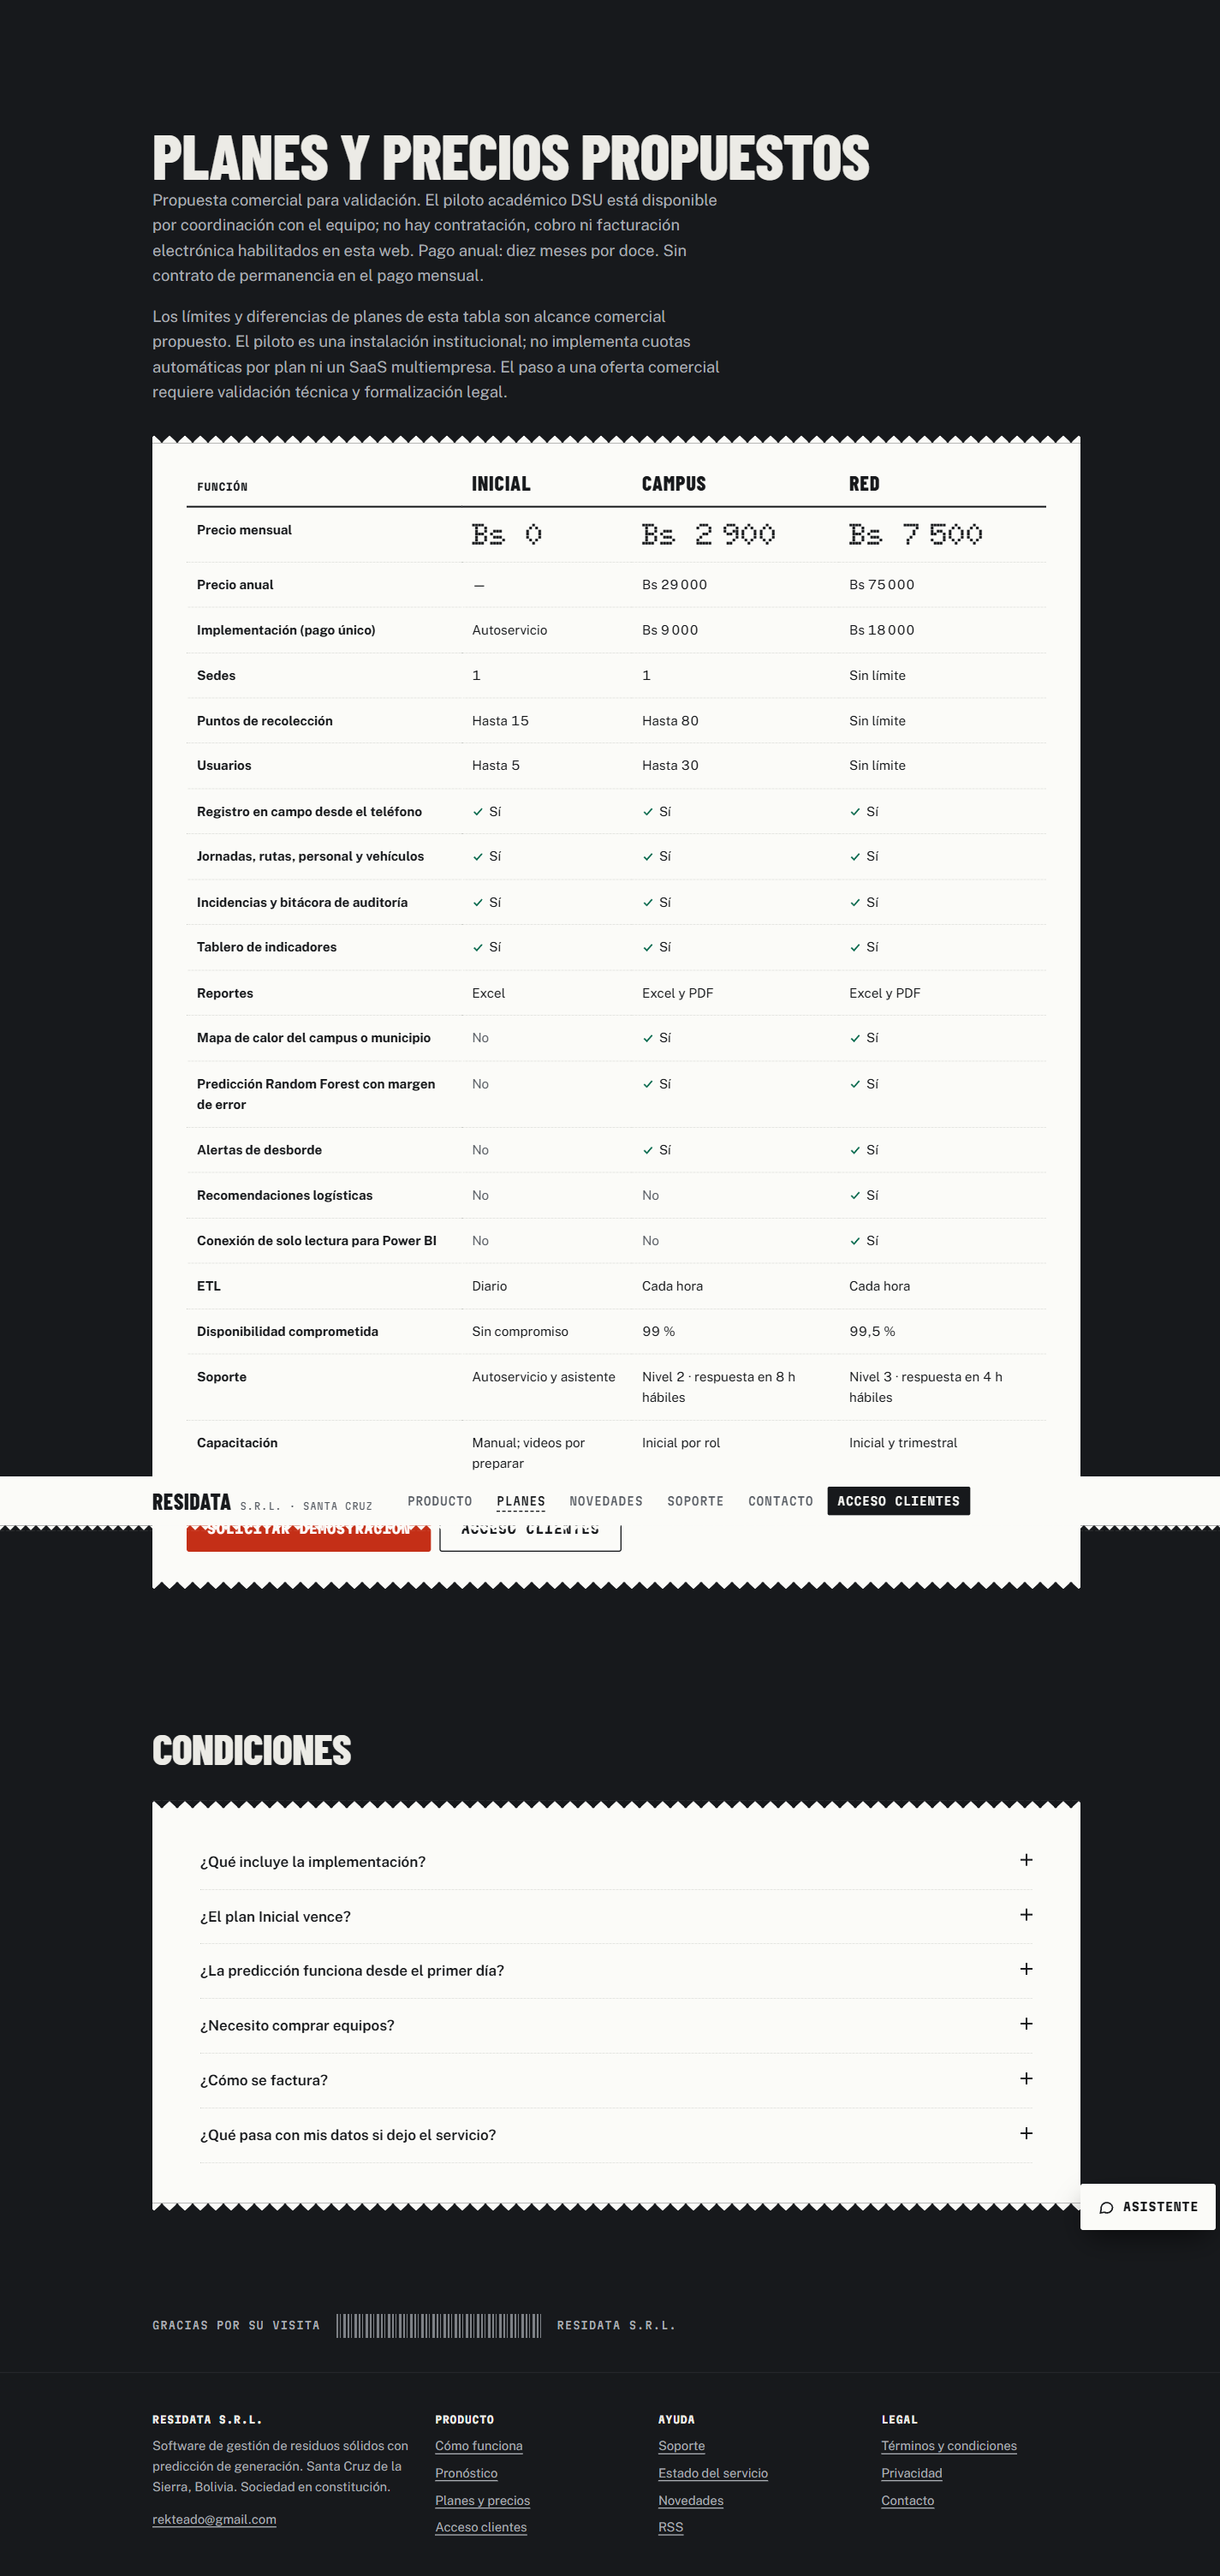 PLANES Y PRECIOS PROPUESTOS
Propuesta comercial para validación. El piloto académico DSU está disponible
por coordinación con el equipo; no hay contratación, cobro ni facturación
electrónica habilitados en esta web. Pago anual: diez meses por doce. Sin
contrato de permanencia en el pago mensual.
Los límites y diferencias de planes de esta tabla son alcance comercial
propuesto. El piloto es una instalación institucional; no implementa cuotas
automáticas por plan ni un SaaS multiempresa. El paso a una oferta comercial
requiere validación técnica y formalización legal.
FUNCIÓN INICIAL CAMPUS RED
Precio mensual Bs 0 Bs 2 900 Bs 7 500
Precio anual — Bs 29 000 Bs 75 000
Implementación (pago único) Autoservicio Bs 9 000 Bs 18 000
Sedes 1 1 Sin límite
Puntos de recolección Hasta 15 Hasta 80 Sin límite
Usuarios Hasta 5 Hasta 30 Sin límite
Registro en campo desde el teléfono ✓ Sí ✓ Sí ✓ Sí
Jornadas, rutas, personal y vehículos ✓ Sí ✓ Sí ✓ Sí
Incidencias y bitácora de auditoría ✓ Sí ✓ Sí ✓ Sí
Tablero de indicadores ✓ Sí ✓ Sí ✓ Sí
Reportes Excel Excel y PDF Excel y PDF
Mapa de calor del campus o municipio No ✓ Sí ✓ Sí
Predicción Random Forest con margen No ✓ Sí ✓ Sí
de error
Alertas de desborde No ✓ Sí ✓ Sí
Recomendaciones logísticas No No ✓ Sí
Conexión de solo lectura para Power BI No No ✓ Sí
ETL Diario Cada hora Cada hora
Disponibilidad comprometida Sin compromiso 99 % 99,5 %
Soporte Autoservicio y asistente Nivel 2 · respuesta en 8 h Nivel 3 · respuesta en 4 h
hábiles hábiles
Capacitación Manual; videos por Inicial por rol Inicial y trimestral
preparar
RESIDATA S.R.L. · SANTA CRUZ PRODUCTO PLANES NOVEDADES SOPORTE CONTACTO ACCESO CLIENTES
SOLICITAR DEMOSTRACIÓN ACCESO CLIENTES
CONDICIONES
¿Qué incluye la implementación? +
¿El plan Inicial vence? +
¿La predicción funciona desde el primer día? +
¿Necesito comprar equipos? +
¿Cómo se factura? +
¿Qué pasa con mis datos si dejo el servicio? +
ASISTENTE
GRACIAS POR SU VISITA RESIDATA S.R.L.
RESIDATA S.R.L.
Software de gestión de residuos sólidos con
predicción de generación. Santa Cruz de la
Sierra, Bolivia. Sociedad en constitución.
rekteado@gmail.com
PRODUCTO
Cómo funciona
Pronóstico
Planes y precios
Acceso clientes
AYUDA
Soporte
Estado del servicio
Novedades
RSS
LEGAL
Términos y condiciones
Privacidad
Contacto